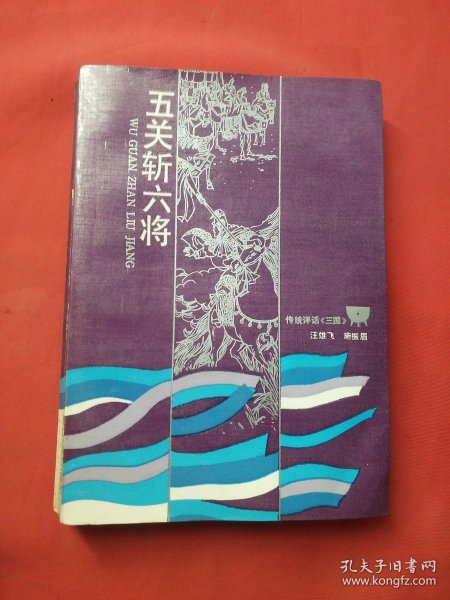 五关斩六将
WU GUAN ZHAN LIU JIANG
传统评话《三国》
汪雄飞 施振眉
孔夫子旧书网
www.kongfz.com